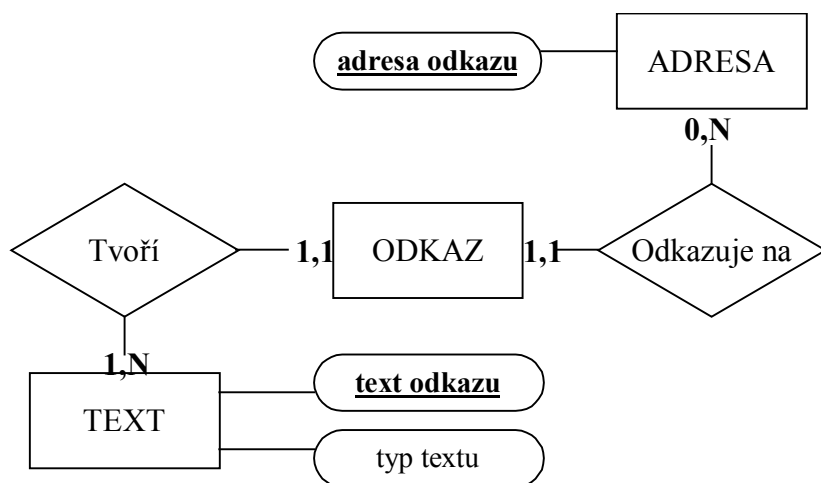 adresa odkazu
ADRESA
0,N
Tvoří
1,1
ODKAZ
1,1
Odkazuje na
1,N
TEXT
text odkazu
typ textu